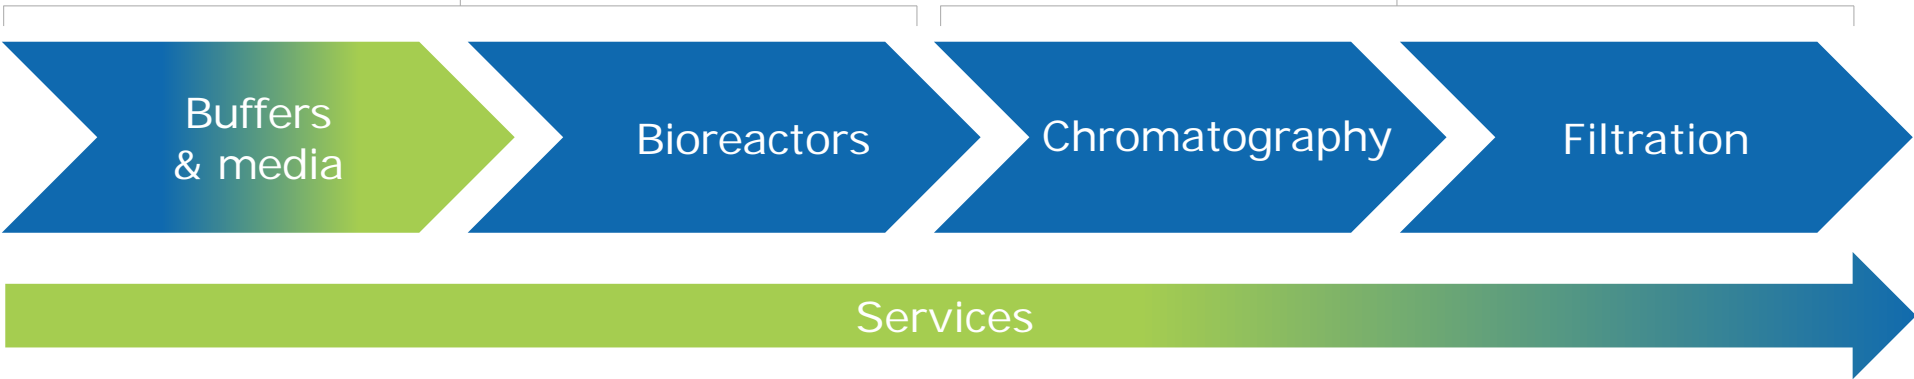 Buffers
& media
Bioreactors
Chromatography
Filtration
Services